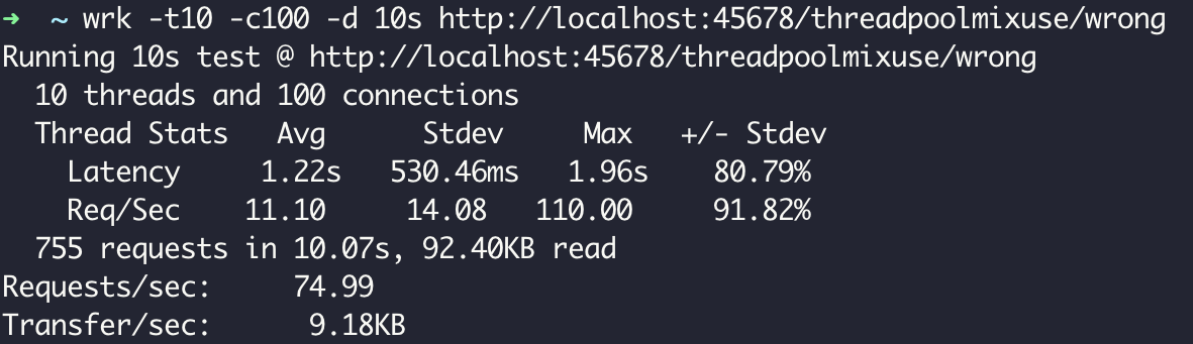 ➜  ~ wrk -t10 -c100 -d 10s http://localhost:45678/threadpoolmixuse/wrong
Running 10s test @ http://localhost:45678/threadpoolmixuse/wrong
  10 threads and 100 connections
  Thread Stats   Avg      Stdev     Max   +/- Stdev
    Latency     1.22s   530.46ms   1.96s    80.79%
    Req/Sec    11.10     14.08   110.00     91.82%
  755 requests in 10.07s, 92.40KB read
Requests/sec:     74.99
Transfer/sec:      9.18KB